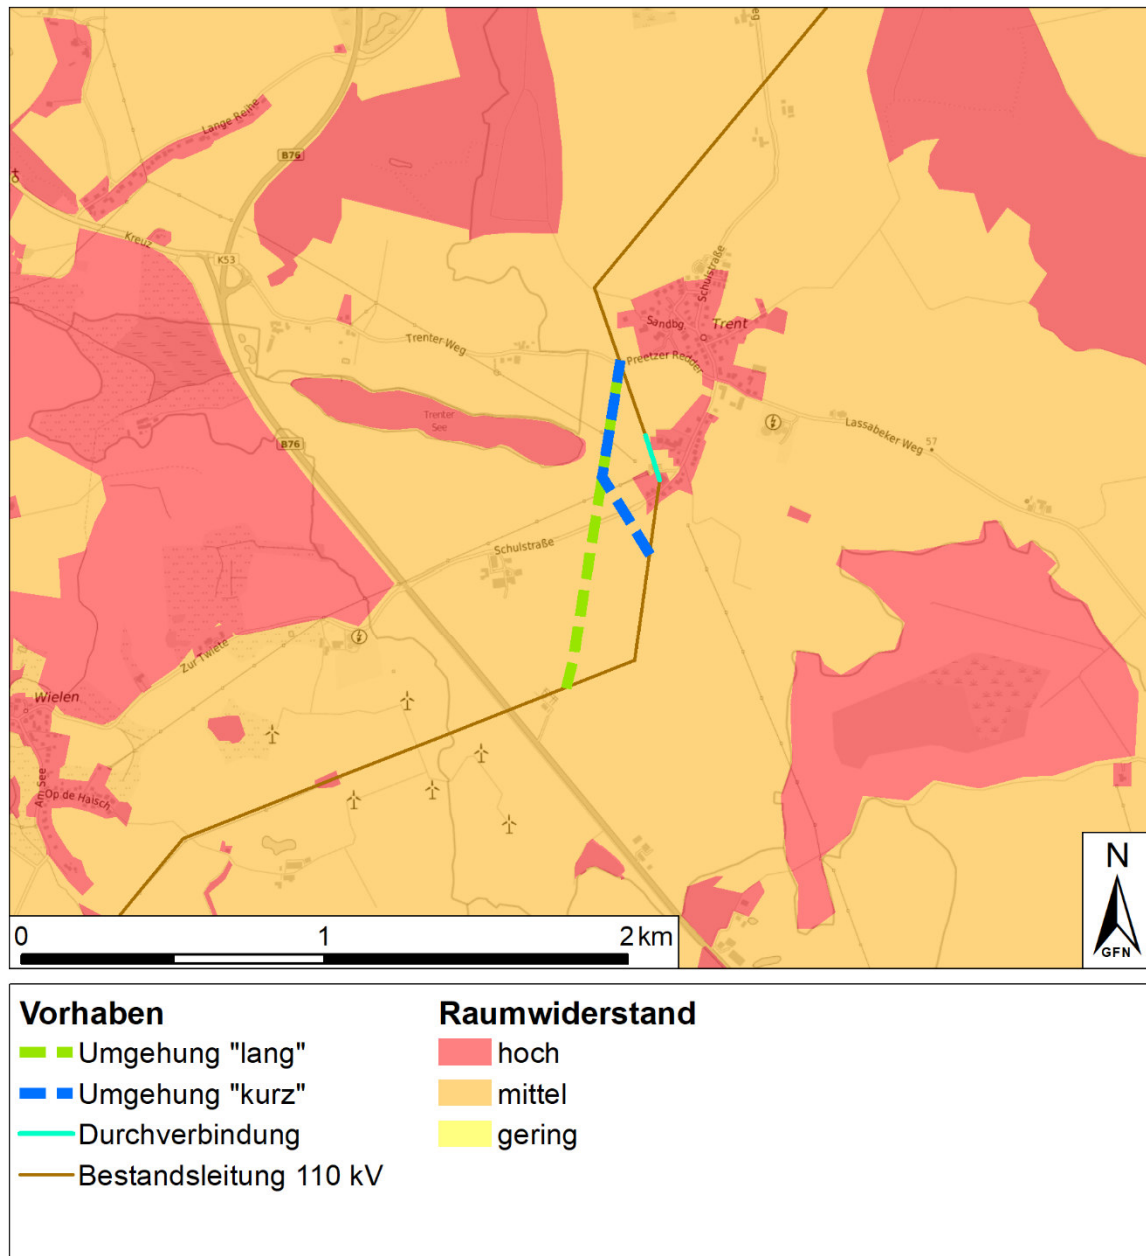 Lange Reihe
B76
Kreuz
K53
Schulstraße
Sandbg.
Trent
Trenter Weg
Preetzer Redder
Trenter
See
Lassabeker Weg
57
B76
Schulstraße
Zur Twiete
Wielen
Am See
Op de Halsch
N
GFN
0 1 2 km
Vorhaben
Umgehung "lang"
Umgehung "kurz"
Durchverbindung
Bestandsleitung 110 kV
Raumwiderstand
hoch
mittel
gering